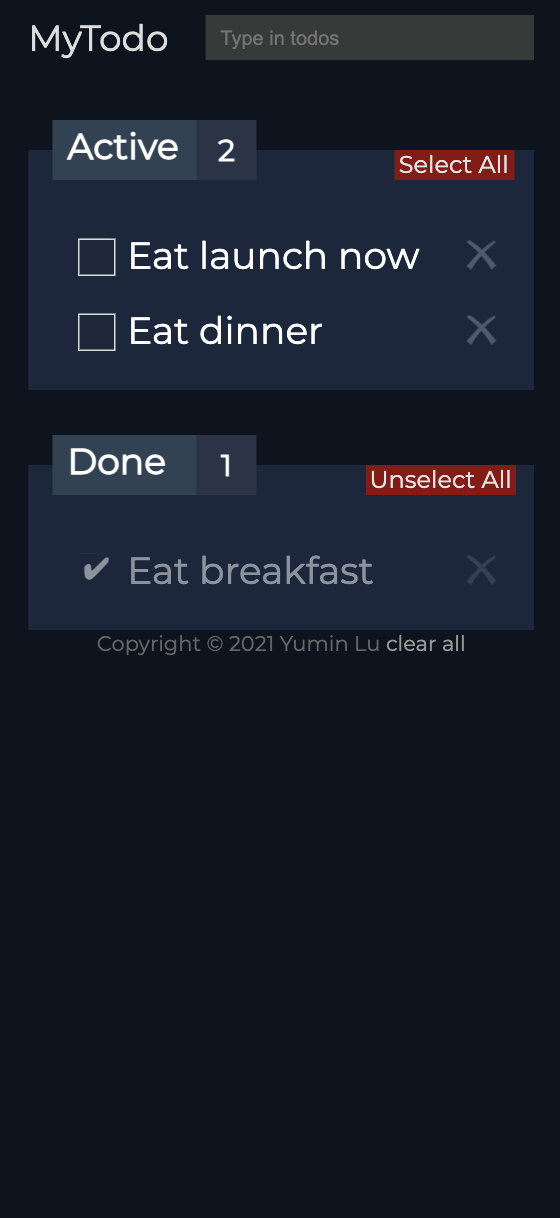 MyTodo Type in todos
Active 2
Select All
Eat launch now
Eat dinner
Done 1
Unselect All
Eat breakfast
Copyright © 2021 Yumin Lu clear all